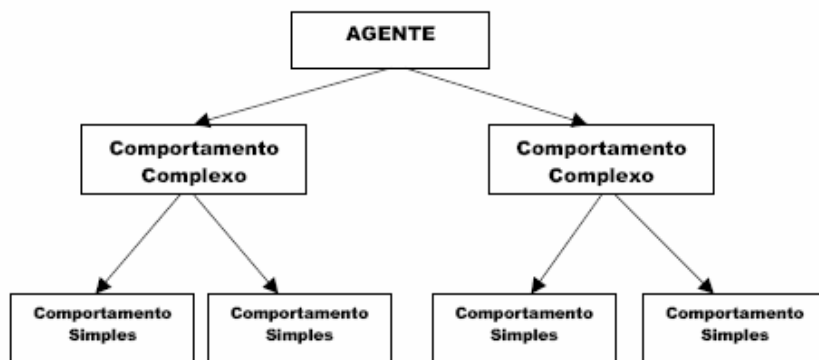 AGENTE
Comportamento
Complexo
Comportamento
Complexo
Comportamento
Simples
Comportamento
Simples
Comportamento
Simples
Comportamento
Simples